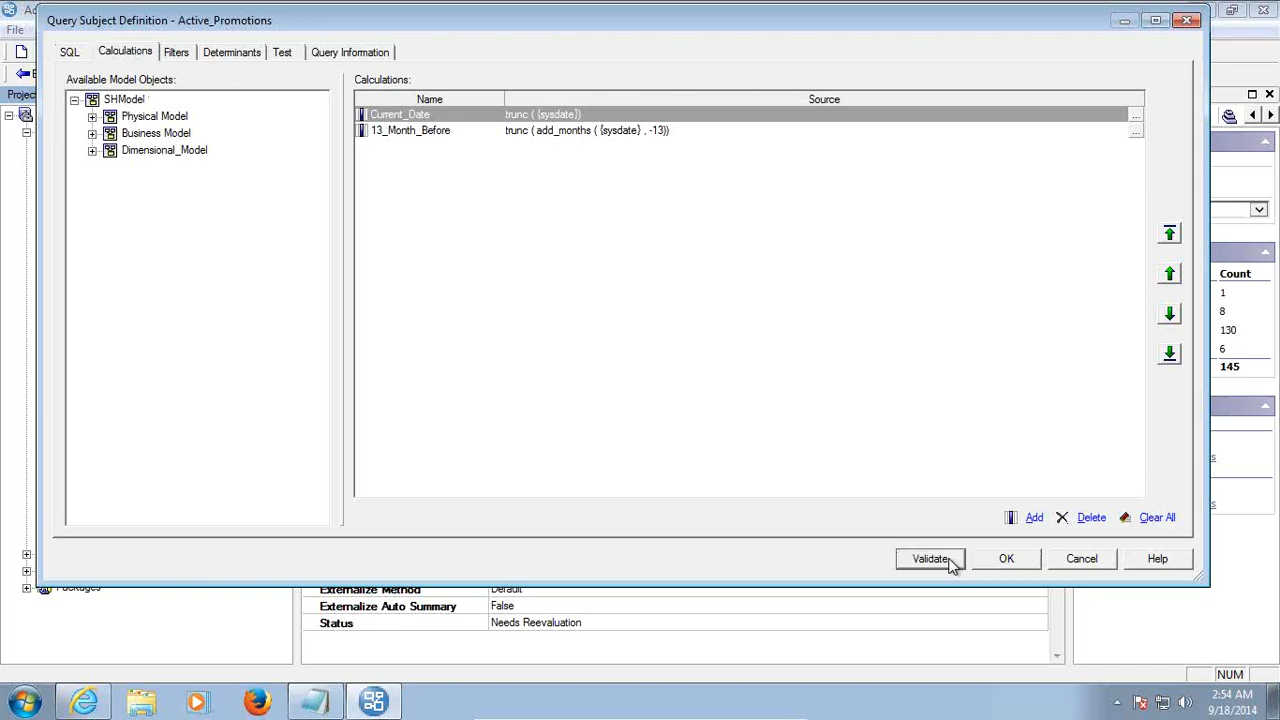 Query Subject Definition - Active_Promotions
File
SQL
Calculations
Filters
Determinants
Test
Query Information
Available Model Objects:
SHModel
Physical Model
Business Model
Dimensional_Model
Calculations:
Name
Source
Current_Date
trunc ( {sysdate})
...
13_Month_Before
trunc ( add_months ( {sysdate} , -13))
...
Add
Delete
Clear All
Validate
OK
Cancel
Help
Count
1
8
130
6
145
s
s
Packages
Externalize Method
Default
Externalize Auto Summary
False
Status
Needs Reevaluation
NUM
2:54 AM
9/18/2014